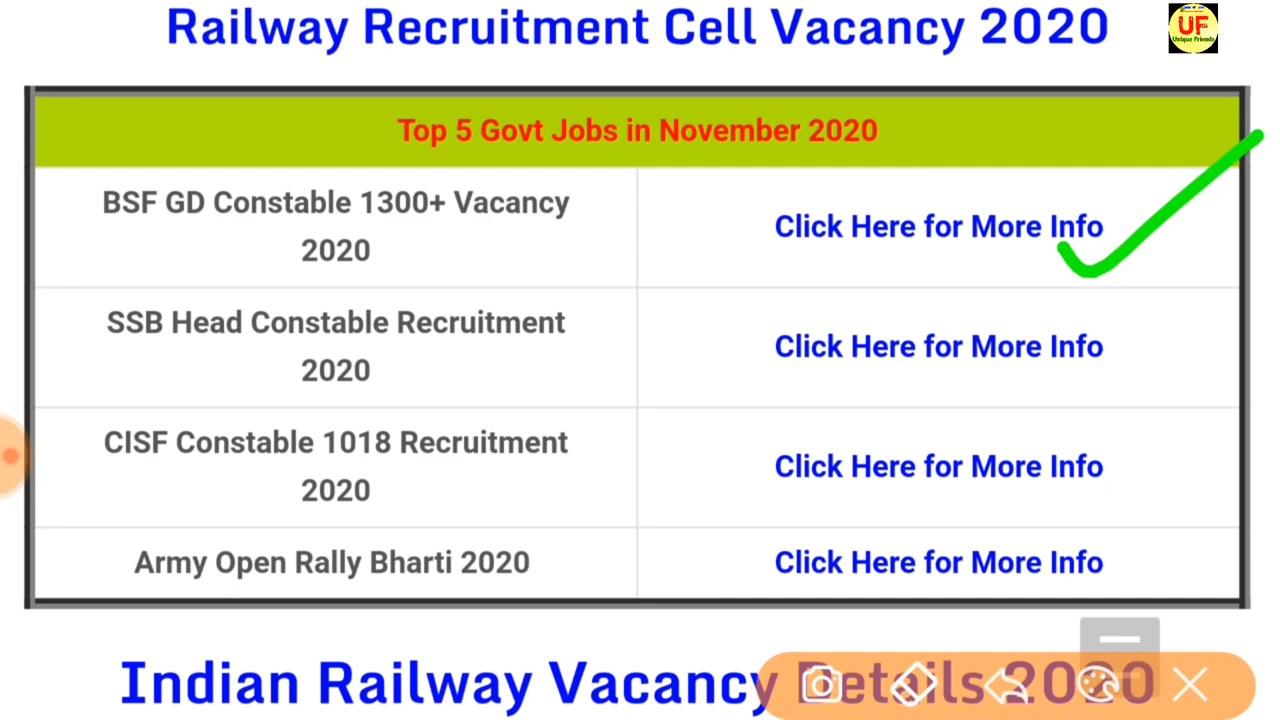 Railway Recruitment Cell Vacancy 2020
UF
Unique Friends
Top 5 Govt Jobs in November 2020
BSF GD Constable 1300+ Vacancy
2020
Click Here for More Info
SSB Head Constable Recruitment
2020
Click Here for More Info
CISF Constable 1018 Recruitment
2020
Click Here for More Info
Army Open Rally Bharti 2020
Click Here for More Info
Indian Railway Vacancy Details 2020